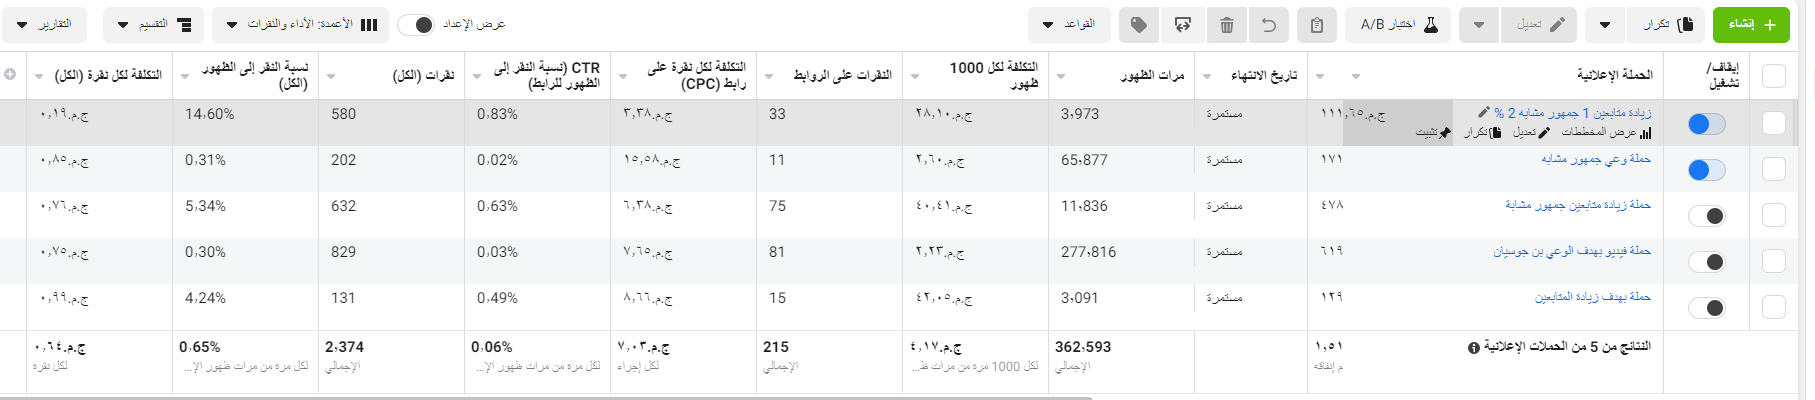 إنشاء
تكرار
تعديل
اختبار A/B
القواعد
عرض الإعداد
الأعمدة: الأداء والنقرات
التقسيم
التقارير
إيقاف/تشغيل
الحملة الإعلانية
تاريخ الانتهاء
مرات الظهور
التكلفة لكل 1000 ظهور
النقرات على الروابط
التكلفة لكل نقرة على رابط (CPC)
CTR (نسبة النقر إلى الظهور للرابط)
نقرات (الكل)
نسبة النقر إلى الظهور (الكل)
التكلفة لكل نقرة (الكل)
زيادة متابعين 1 جمهور مشابه 2 %
ج.م.‏١١١٫٦٥
مستمرة
3,973
ج.م.‏٢٨٫١٠
33
ج.م.‏٣٫٣٨
0,83%
580
14,60%
ج.م.‏٠٫١٩
عرض المخططات
تعديل
تكرار
تثبيت
حملة وعي جمهور مشابه
١٧١
مستمرة
65,877
ج.م.‏٢٫٦٠
11
ج.م.‏١٥٫٥٨
0,02%
202
0,31%
ج.م.‏٠٫٨٥
حملة زيادة متابعين جمهور مشابة
٤٧٨
مستمرة
11,836
ج.م.‏٤٠٫٤١
75
ج.م.‏٦٫٣٨
0,63%
632
5,34%
ج.م.‏٠٫٧٦
حملة فيديو بهدف الوعي بن جوسيان
٦١٩
مستمرة
277,816
ج.م.‏٢٫٢٣
81
ج.م.‏٧٫٦٥
0,03%
829
0,30%
ج.م.‏٠٫٧٥
حملة بهدف زيادة المتابعين
١٢٩
مستمرة
3,091
ج.م.‏٤٢٫٠٥
15
ج.م.‏٨٫٦٦
0,49%
131
4,24%
ج.م.‏٠٫٩٩
النتائج من 5 من الحملات الإعلانية
١٫٥١
م إنفاقه
362,593
الإجمالي
ج.م.‏٤٫١٧
لكل 1000 مرة من مرات ظ...
215
الإجمالي
ج.م.‏٧٫٠٣
لكل إجراء
0,06%
لكل مرة من مرات ظهور الإ...
2,374
الإجمالي
0,65%
لكل مرة من مرات ظهور الإ...
ج.م.‏٠٫٦٤
لكل نقرة